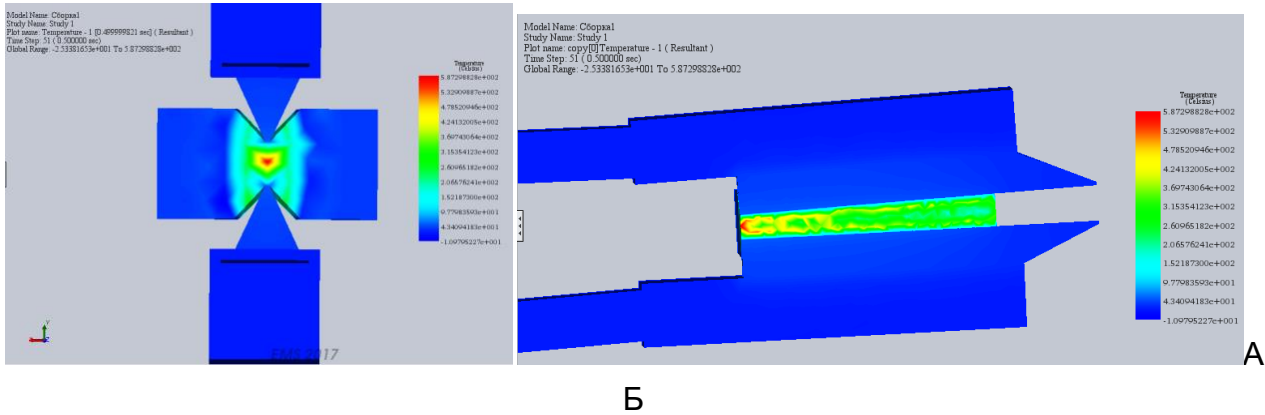 Model Name: Сборка1
Study Name: Study 1
Plot name: Temperature - 1 [0.499999821 sec] ( Resultant )
Time Step: 51 ( 0.500000 sec)
Global Range: -2.53381653e+001 To 5.87298828e+002
Temperature
(Celsius)
5.87298828e+002
5.32909887e+002
4.78520946e+002
4.24132005e+002
3.69743064e+002
3.15354123e+002
2.60965182e+002
2.06576241e+002
1.52187300e+002
9.77983593e+001
4.34094183e+001
-1.09795227e+001
Y
EMS 2017
Model Name: Сборка1
Study Name: Study 1
Plot name: copy[0]Temperature - 1 ( Resultant )
Time Step: 51 ( 0.500000 sec)
Global Range: -2.53381653e+001 To 5.87298828e+002
Temperature
(Celsius)
5.87298828e+002
5.32909887e+002
4.78520946e+002
4.24132005e+002
3.69743064e+002
3.15354123e+002
2.60965182e+002
2.06576241e+002
1.52187300e+002
9.77983593e+001
4.34094183e+001
-1.09795227e+001
А
Б